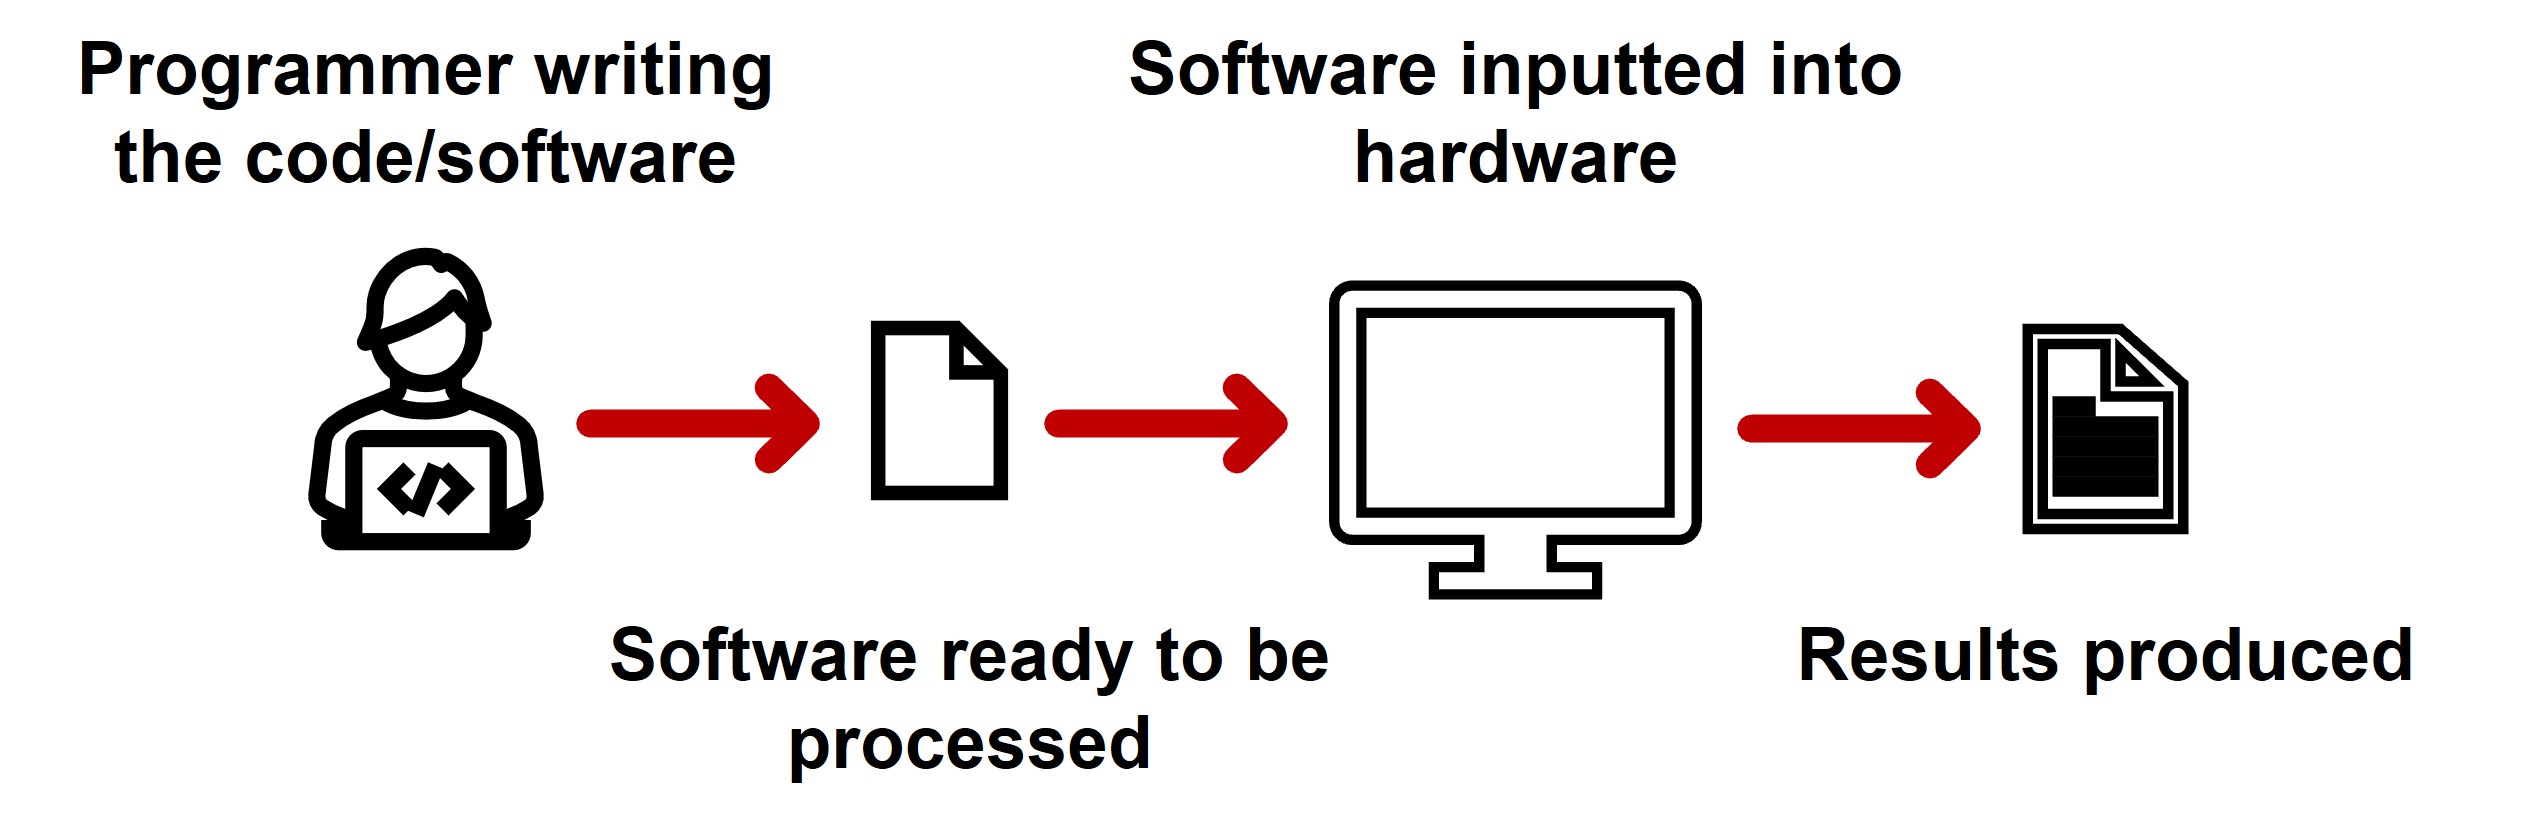 Programmer writing
the code/software
Software ready to be
processed
Software inputted into
hardware
Results produced